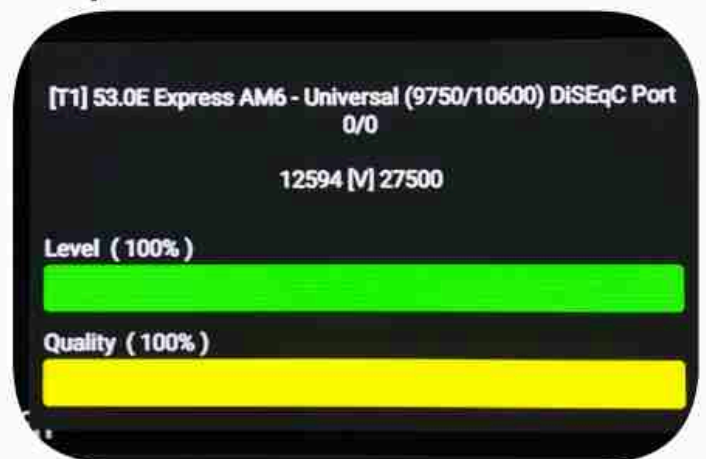 [T1] 53.0E Express AM6 - Universal (9750/10600) DiSEqC Port
0/0
12594 [V] 27500
Level ( 100% )
Quality ( 100% )